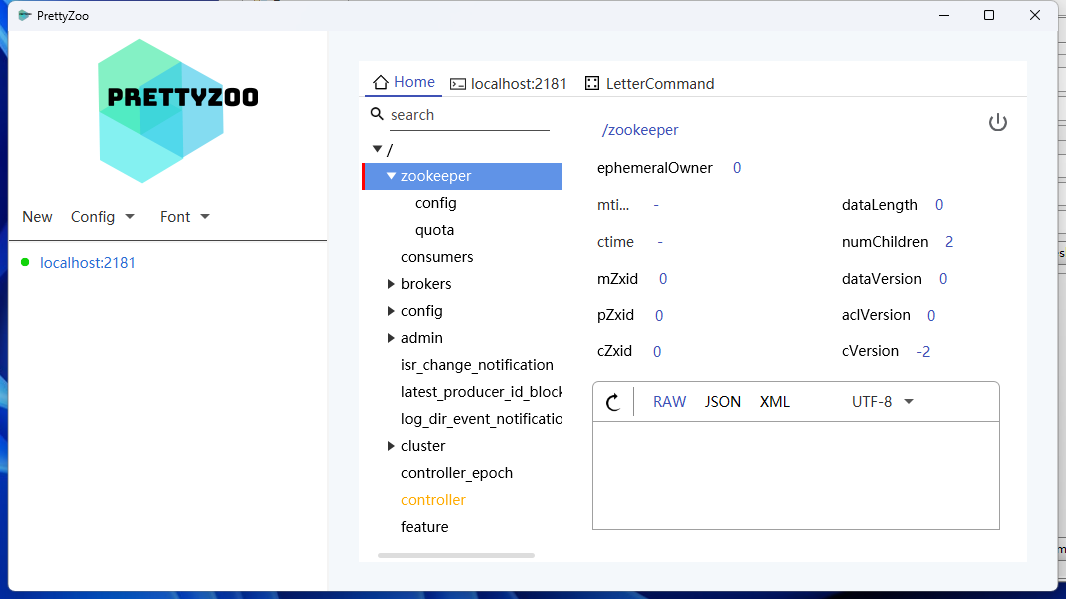 PrettyZoo
PRETTYZOO
New Config Font
localhost:2181
Home localhost:2181 LetterCommand
search
/
zookeeper
config
quota
consumers
brokers
config
admin
isr_change_notification
latest_producer_id_block
log_dir_event_notificatio
cluster
controller_epoch
controller
feature
/zookeeper
ephemeralOwner 0
mti... -
dataLength 0
ctime -
numChildren 2
mZxid 0
dataVersion 0
pZxid 0
aclVersion 0
cZxid 0
cVersion -2
RAW JSON XML UTF-8